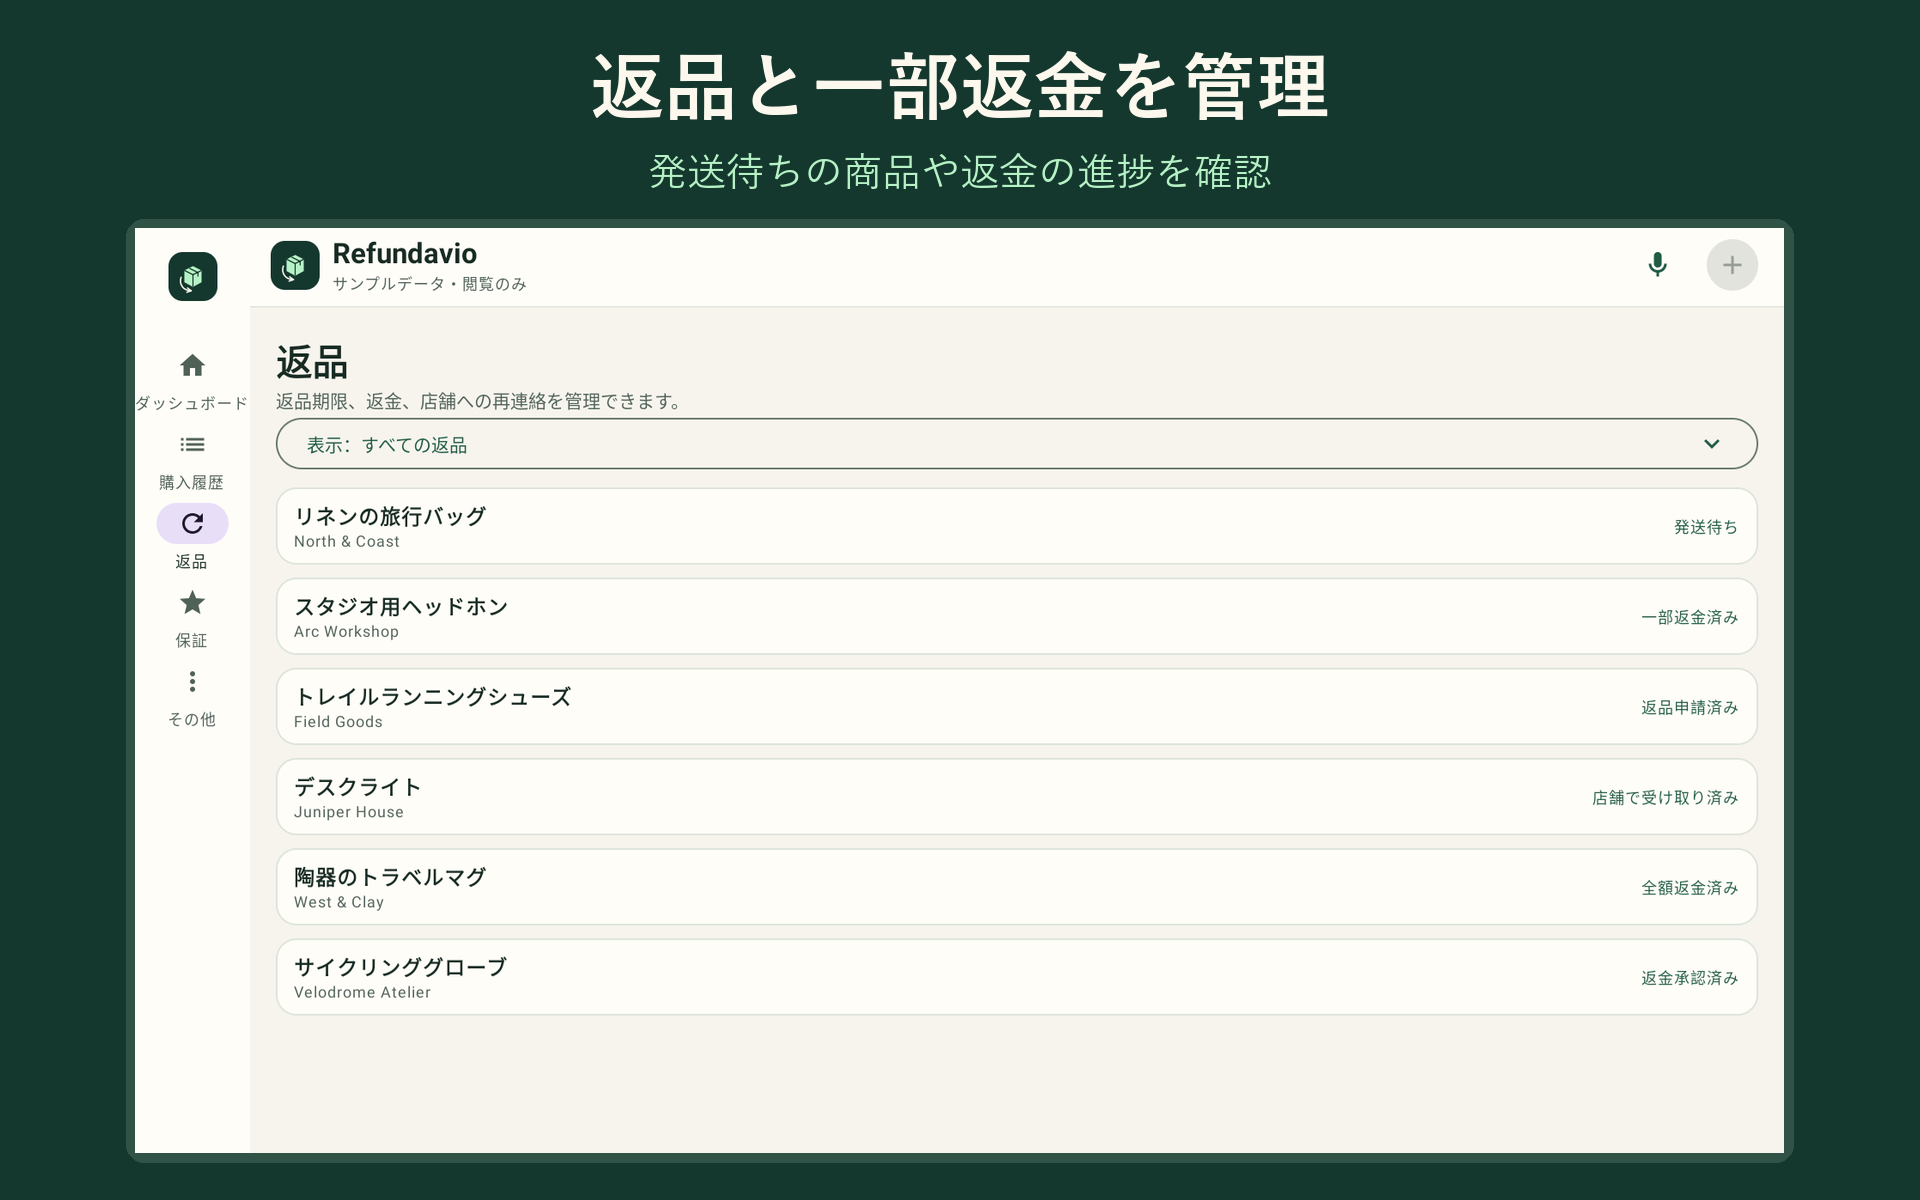 返品と一部返金を管理
発送待ちの商品や返金の進捗を確認
Refundavio
サンプルデータ・閲覧のみ
ダッシュボード
購入履歴
返品
保証
その他
返品
返品期限、返金、店舗への再連絡を管理できます。
表示: すべての返品
リネンの旅行バッグ
North & Coast
発送待ち
スタジオ用ヘッドホン
Arc Workshop
一部返金済み
トレイルランニングシューズ
Field Goods
返品申請済み
デスクライト
Juniper House
店舗で受け取り済み
陶器のトラベルマグ
West & Clay
全額返金済み
サイクリンググローブ
Velodrome Atelier
返金承認済み